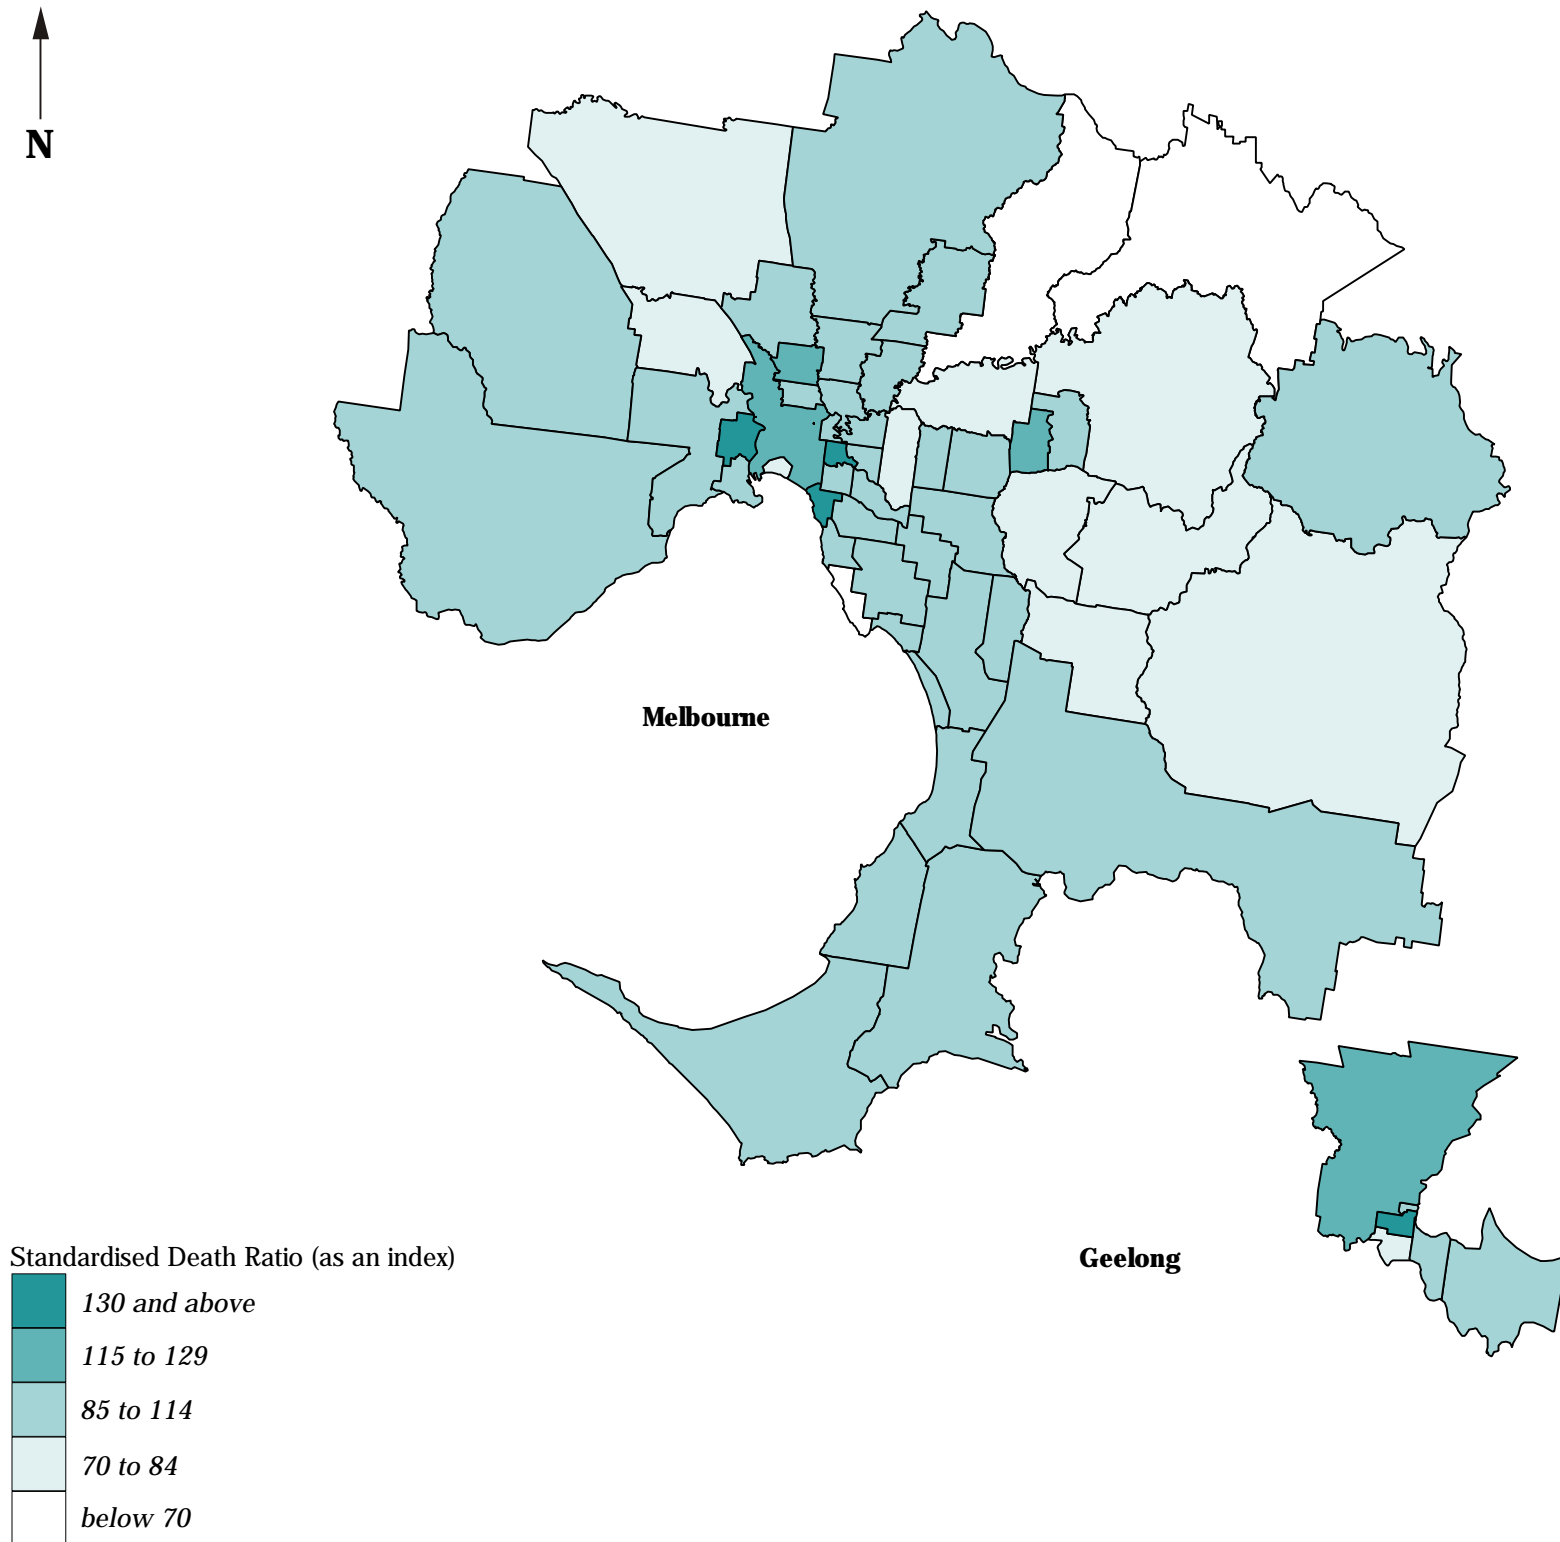 N
Melbourne
Geelong
Standardised Death Ratio (as an index)
130 and above
115 to 129
85 to 114
70 to 84
below 70